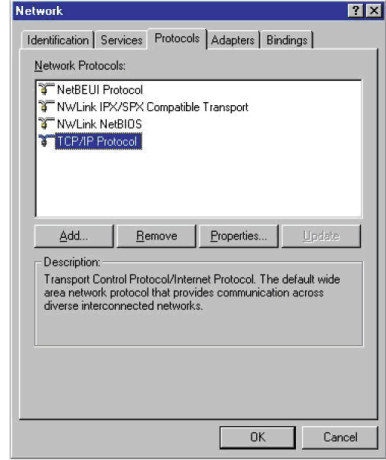 Network
Identification Services Protocols Adapters Bindings
Network Protocols:
NetBEUI Protocol
NWLink IPX/SPX Compatible Transport
NWLink NetBIOS
TCP/IP Protocol
Add... Remove Properties... Update
Description:
Transport Control Protocol/Internet Protocol. The default wide
area network protocol that provides communication across
diverse interconnected networks.
OK Cancel